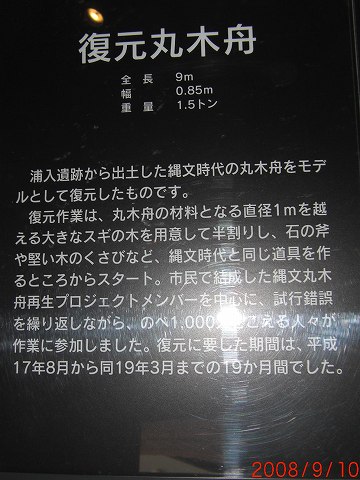 復元丸木舟
全長 9m
幅 0.85m
重量 1.5トン
浦入遺跡から出土した縄文時代の丸木舟をモデ
ルとして復元したものです。
復元作業は、丸木舟の材料となる直径1mを越
える大きなスギの木を用意して半割りし、石の斧
や堅い木のくさびなど、縄文時代と同じ道具を作
るところからスタート。市民で結成した縄文丸木
舟再生プロジェクトメンバーを中心に、試行錯誤
を繰り返しながら、のべ1,000 こえる人々が
作業に参加しました。復元に要した期間は、平成
17年8月から同19年3月までの19か月間でした。
2008/9/10